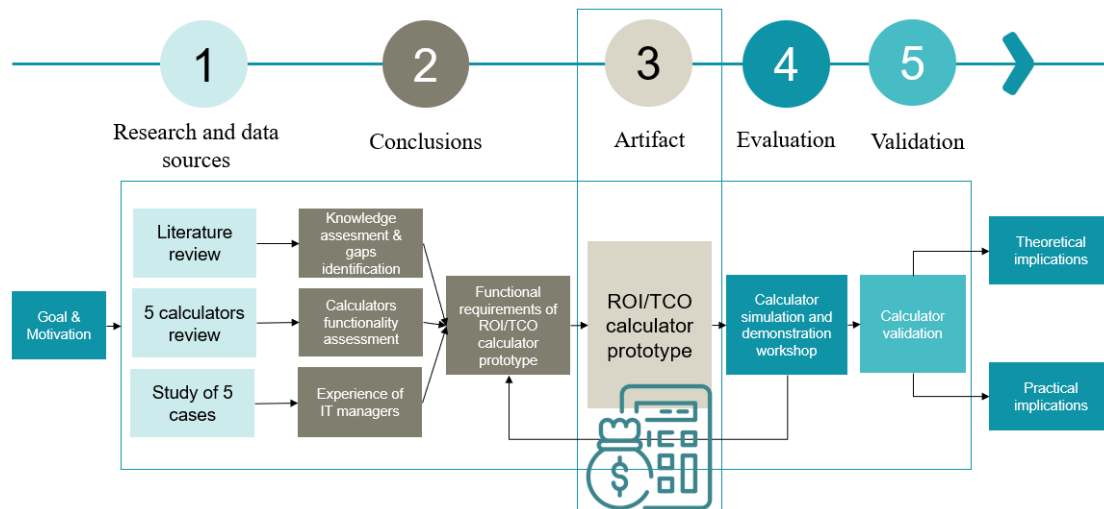 1
2
3
4
5
Research and data
sources
Conclusions
Artifact
Evaluation
Validation
Goal &
Motivation
Literature
review
5 calculators
review
Study of 5
cases
Knowledge
assesment &
gaps
identification
Calculators
functionality
assessment
Experience of
IT managers
Functional
requirements of
ROI/TCO
calculator
prototype
ROI/TCO
calculator
prototype
$
Calculator
simulation and
demonstration
workshop
Calculator
validation
Theoretical
implications
Practical
implications